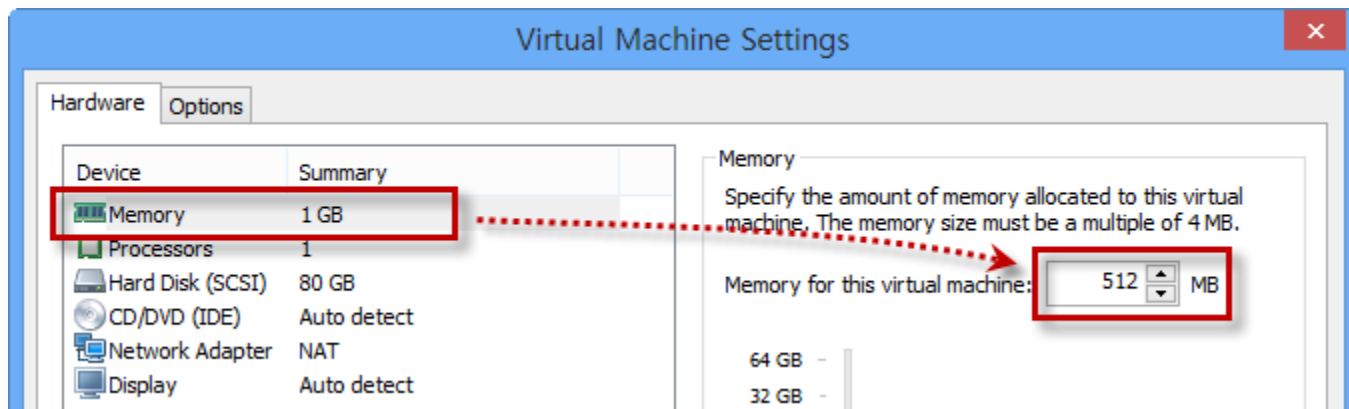 Virtual Machine Settings
Hardware Options
Device Summary
Memory 1 GB
Processors 1
Hard Disk (SCSI) 80 GB
CD/DVD (IDE) Auto detect
Network Adapter NAT
Display Auto detect
Memory
Specify the amount of memory allocated to this virtual
machine. The memory size must be a multiple of 4 MB.
Memory for this virtual machine: 512 MB
64 GB
32 GB